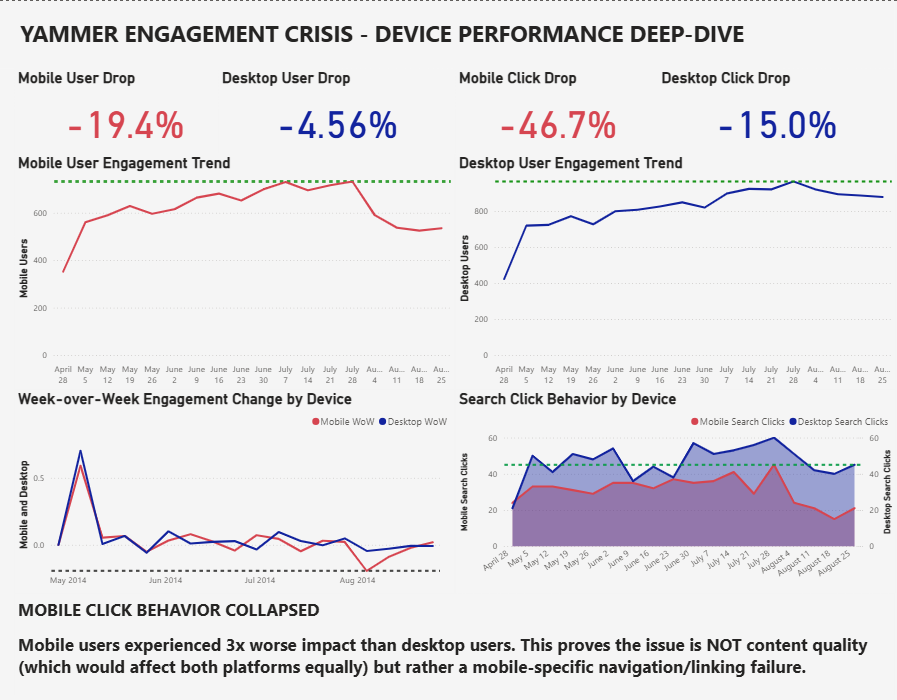 YAMMER ENGAGEMENT CRISIS - DEVICE PERFORMANCE DEEP-DIVE
Mobile User Drop
Desktop User Drop
Mobile Click Drop
Desktop Click Drop
-19.4%
-4.56%
-46.7%
-15.0%
Mobile User Engagement Trend
Mobile Users
600
400
200
0
April 28
May 5
May 12
May 19
May 26
June 2
June 9
June 16
June 23
June 30
July 7
July 14
July 21
July 28
Au... 4
Au... 11
Au... 18
Au... 25
Desktop User Engagement Trend
Desktop Users
800
600
400
200
0
April 28
May 5
May 12
May 19
May 26
June 2
June 9
June 16
June 23
June 30
July 7
July 14
July 21
July 28
Au... 4
Au... 11
Au... 18
Au... 25
Week-over-Week Engagement Change by Device
Mobile WoW
Desktop WoW
Mobile and Desktop
0.5
0.0
May 2014
Jun 2014
Jul 2014
Aug 2014
Search Click Behavior by Device
Mobile Search Clicks
Desktop Search Clicks
Mobile Search Clicks
60
40
20
0
60
40
20
0
Desktop Search Clicks
April 28
May 5
May 12
May 19
May 26
June 2
June 9
June 16
June 23
June 30
July 7
July 14
July 21
July 28
August 4
August 11
August 18
August 25
MOBILE CLICK BEHAVIOR COLLAPSED
Mobile users experienced 3x worse impact than desktop users. This proves the issue is NOT content quality
(which would affect both platforms equally) but rather a mobile-specific navigation/linking failure.